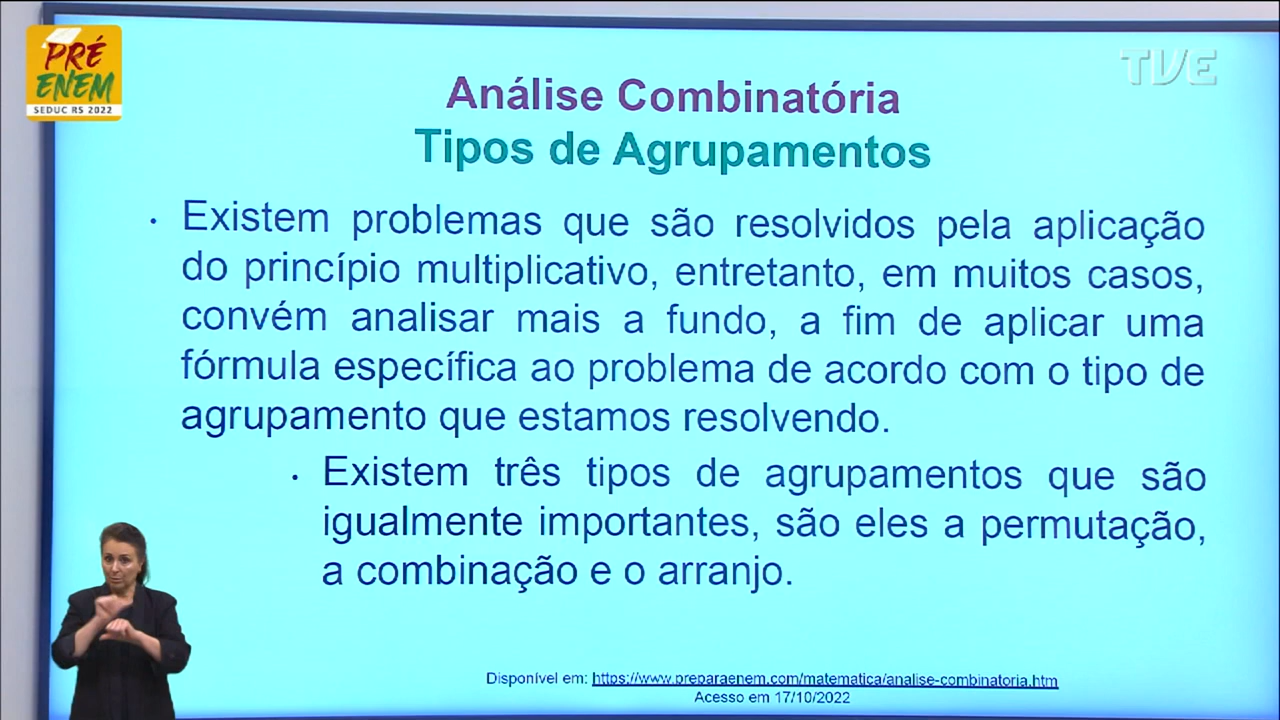 PRÉ
ENEM
SEDUC RS 2022
TVE
Análise Combinatória
Tipos de Agrupamentos
• Existem problemas que são resolvidos pela aplicação
do princípio multiplicativo, entretanto, em muitos casos,
convém analisar mais a fundo, a fim de aplicar uma
fórmula específica ao problema de acordo com o tipo de
agrupamento que estamos resolvendo.
• Existem três tipos de agrupamentos que são
igualmente importantes, são eles a permutação,
a combinação e o arranjo.
Disponível em: https://www.preparaenem.com/matematica/analise-combinatoria.htm
Acesso em 17/10/2022